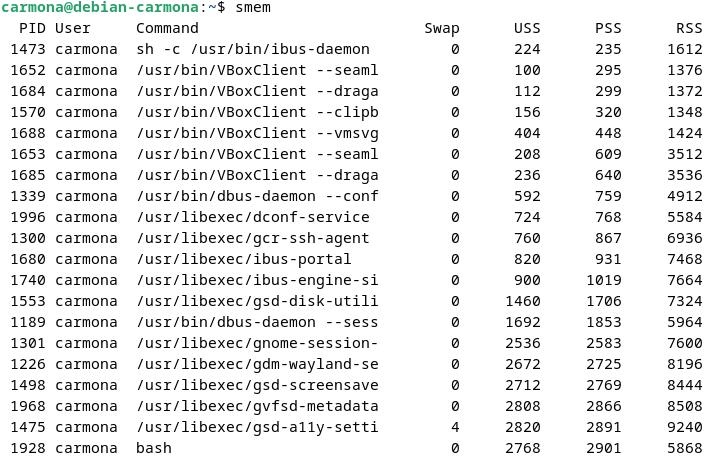 carmona@debian-carmona:~$ smem
  PID User     Command                         Swap      USS      PSS      RSS
 1473 carmona  sh -c /usr/bin/ibus-daemon         0      224      235     1612
 1652 carmona  /usr/bin/VBoxClient --seaml        0      100      295     1376
 1684 carmona  /usr/bin/VBoxClient --draga        0      112      299     1372
 1570 carmona  /usr/bin/VBoxClient --clipb        0      156      320     1348
 1688 carmona  /usr/bin/VBoxClient --vmsvg        0      404      448     1424
 1653 carmona  /usr/bin/VBoxClient --seaml        0      208      609     3512
 1685 carmona  /usr/bin/VBoxClient --draga        0      236      640     3536
 1339 carmona  /usr/bin/dbus-daemon --conf        0      592      759     4912
 1996 carmona  /usr/libexec/dconf-service         0      724      768     5584
 1300 carmona  /usr/libexec/gcr-ssh-agent         0      760      867     6936
 1680 carmona  /usr/libexec/ibus-portal           0      820      931     7468
 1740 carmona  /usr/libexec/ibus-engine-si        0      900     1019     7664
 1553 carmona  /usr/libexec/gsd-disk-utili        0     1460     1706     7324
 1189 carmona  /usr/bin/dbus-daemon --sess        0     1692     1853     5964
 1301 carmona  /usr/libexec/gnome-session-        0     2536     2583     7600
 1226 carmona  /usr/libexec/gdm-wayland-se        0     2672     2725     8196
 1498 carmona  /usr/libexec/gsd-screensave        0     2712     2769     8444
 1968 carmona  /usr/libexec/gvfsd-metadata        0     2808     2866     8508
 1475 carmona  /usr/libexec/gsd-a11y-setti        4     2820     2891     9240
 1928 carmona  bash                               0     2768     2901     5868